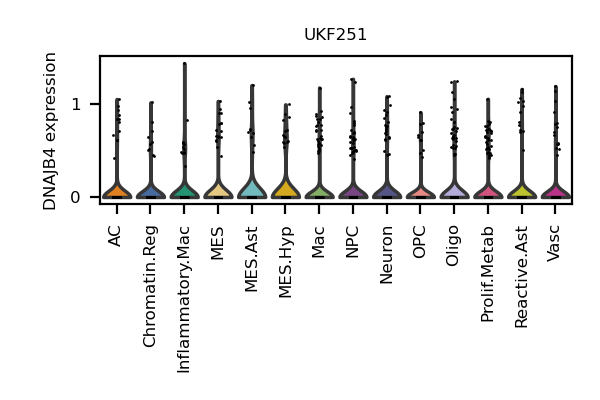 UKF251
DNAJB4 expression
1
0
AC
Chromatin.Reg
Inflammatory.Mac
MES
MES.Ast
MES.Hyp
Mac
NPC
Neuron
OPC
Oligo
Prolif.Metab
Reactive.Ast
Vasc